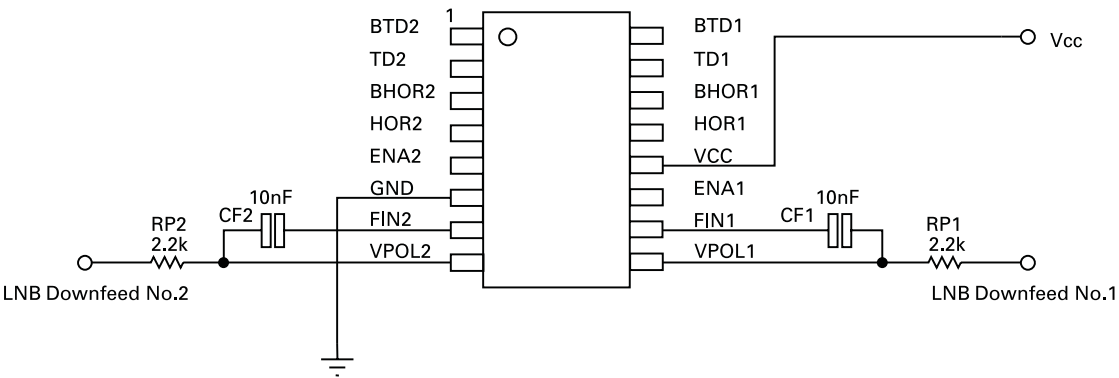 1
BTD2
BTD1
Vcc
TD2
TD1
BHOR2
BHOR1
HOR2
HOR1
ENA2
VCC
GND
ENA1
10nF
10nF
CF2
FIN2
FIN1
CF1
RP2
RP1
2.2k
2.2k
VPOL2
VPOL1
LNB Downfeed No.2
LNB Downfeed No.1